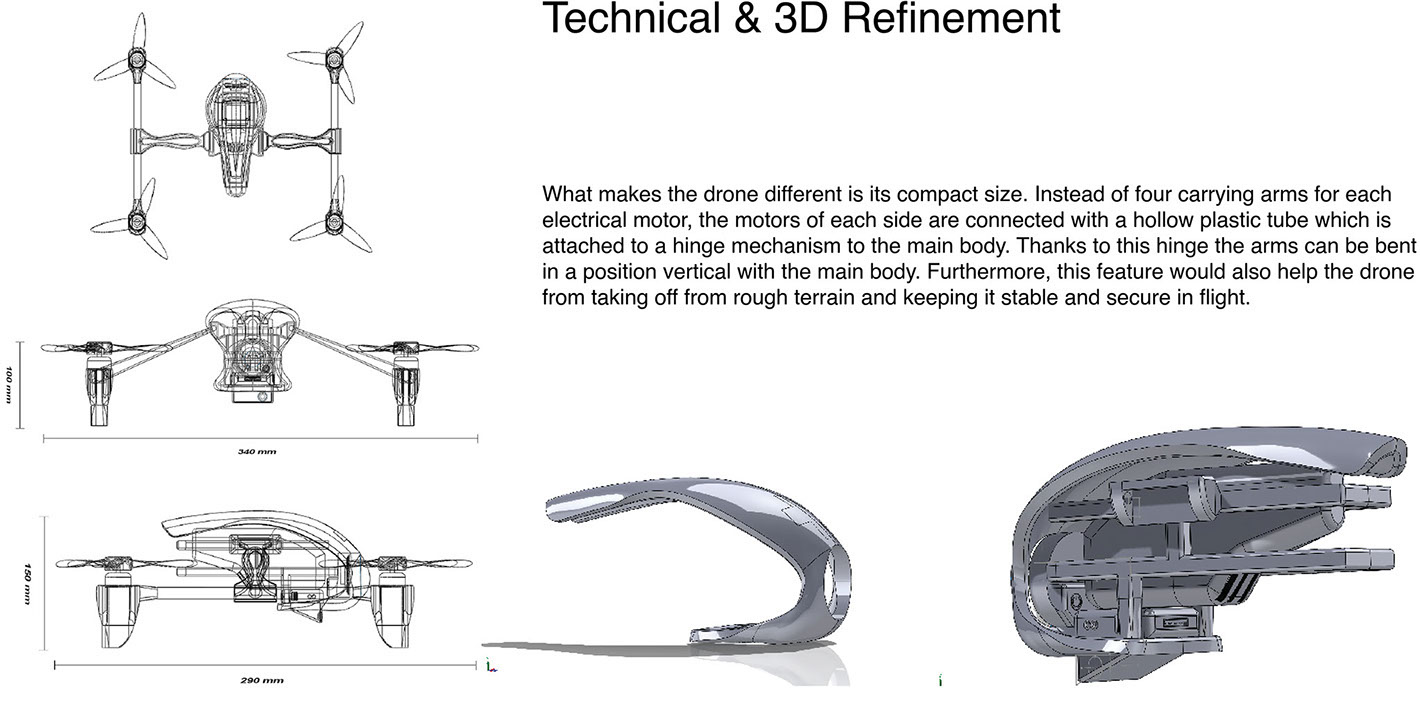 Technical & 3D Refinement
What makes the drone different is its compact size. Instead of four carrying arms for each
electrical motor, the motors of each side are connected with a hollow plastic tube which is
attached to a hinge mechanism to the main body. Thanks to this hinge the arms can be bent
in a position vertical with the main body. Furthermore, this feature would also help the drone
from taking off from rough terrain and keeping it stable and secure in flight.
100 mm
340 mm
150 mm
290 mm